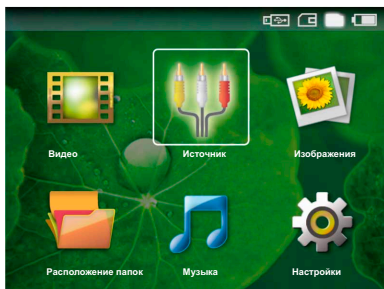 Видео
Источник
Изображения
Расположение папок
Музыка
Настройки